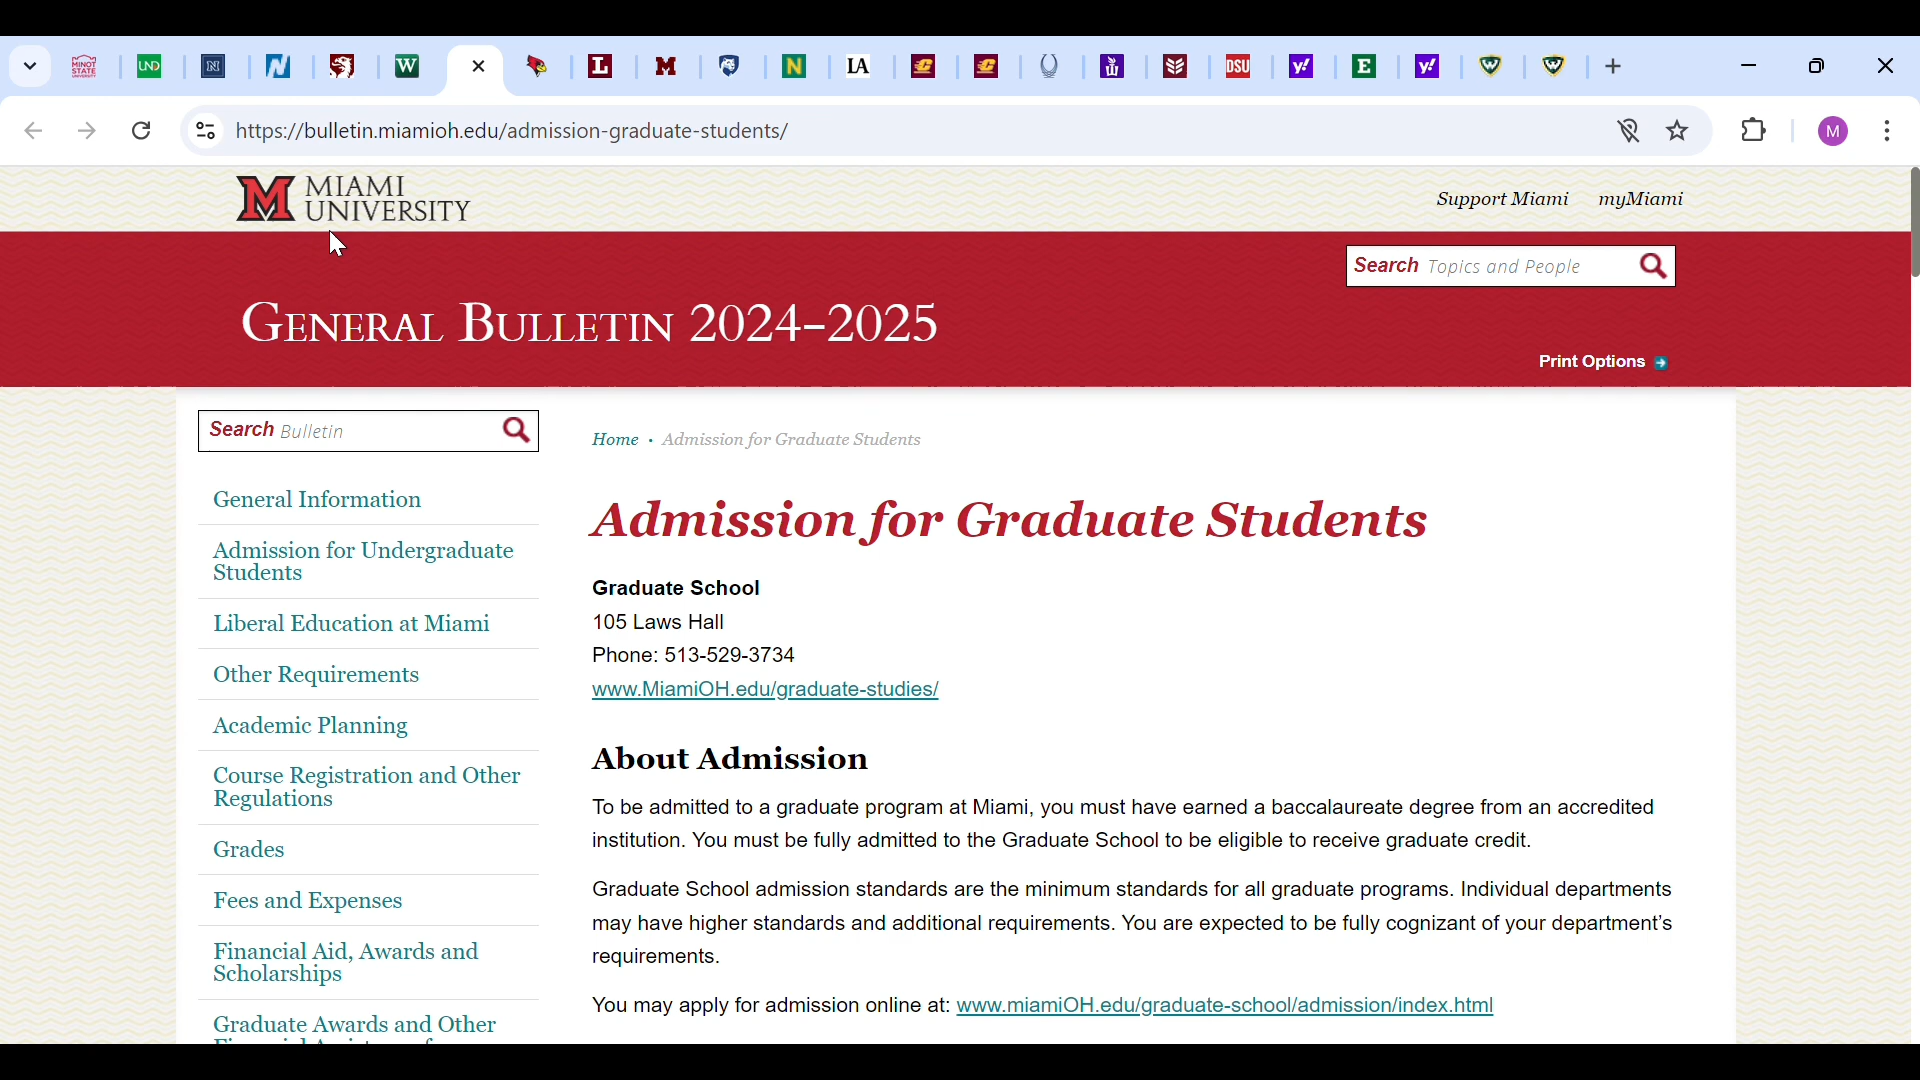 MINOT
STATE
UND
N
N
W
L
M
N
LA
C
C
W
DSU
y!
E
y!
W
W
https://bulletin.miamioh.edu/admission-graduate-students/
M
M MIAMI
UNIVERSITY
Support Miami myMiami
Search Topics and People
General Bulletin 2024–2025
Print Options
Search Bulletin
Home • Admission for Graduate Students
General Information
Admission for Undergraduate
Students
Liberal Education at Miami
Other Requirements
Academic Planning
Course Registration and Other
Regulations
Grades
Fees and Expenses
Financial Aid, Awards and
Scholarships
Graduate Awards and Other
Admission for Graduate Students
Graduate School
105 Laws Hall
Phone: 513-529-3734
www.MiamiOH.edu/graduate-studies/
About Admission
To be admitted to a graduate program at Miami, you must have earned a baccalaureate degree from an accredited
institution. You must be fully admitted to the Graduate School to be eligible to receive graduate credit.
Graduate School admission standards are the minimum standards for all graduate programs. Individual departments
may have higher standards and additional requirements. You are expected to be fully cognizant of your department's
requirements.
You may apply for admission online at: www.miamiOH.edu/graduate-school/admission/index.html